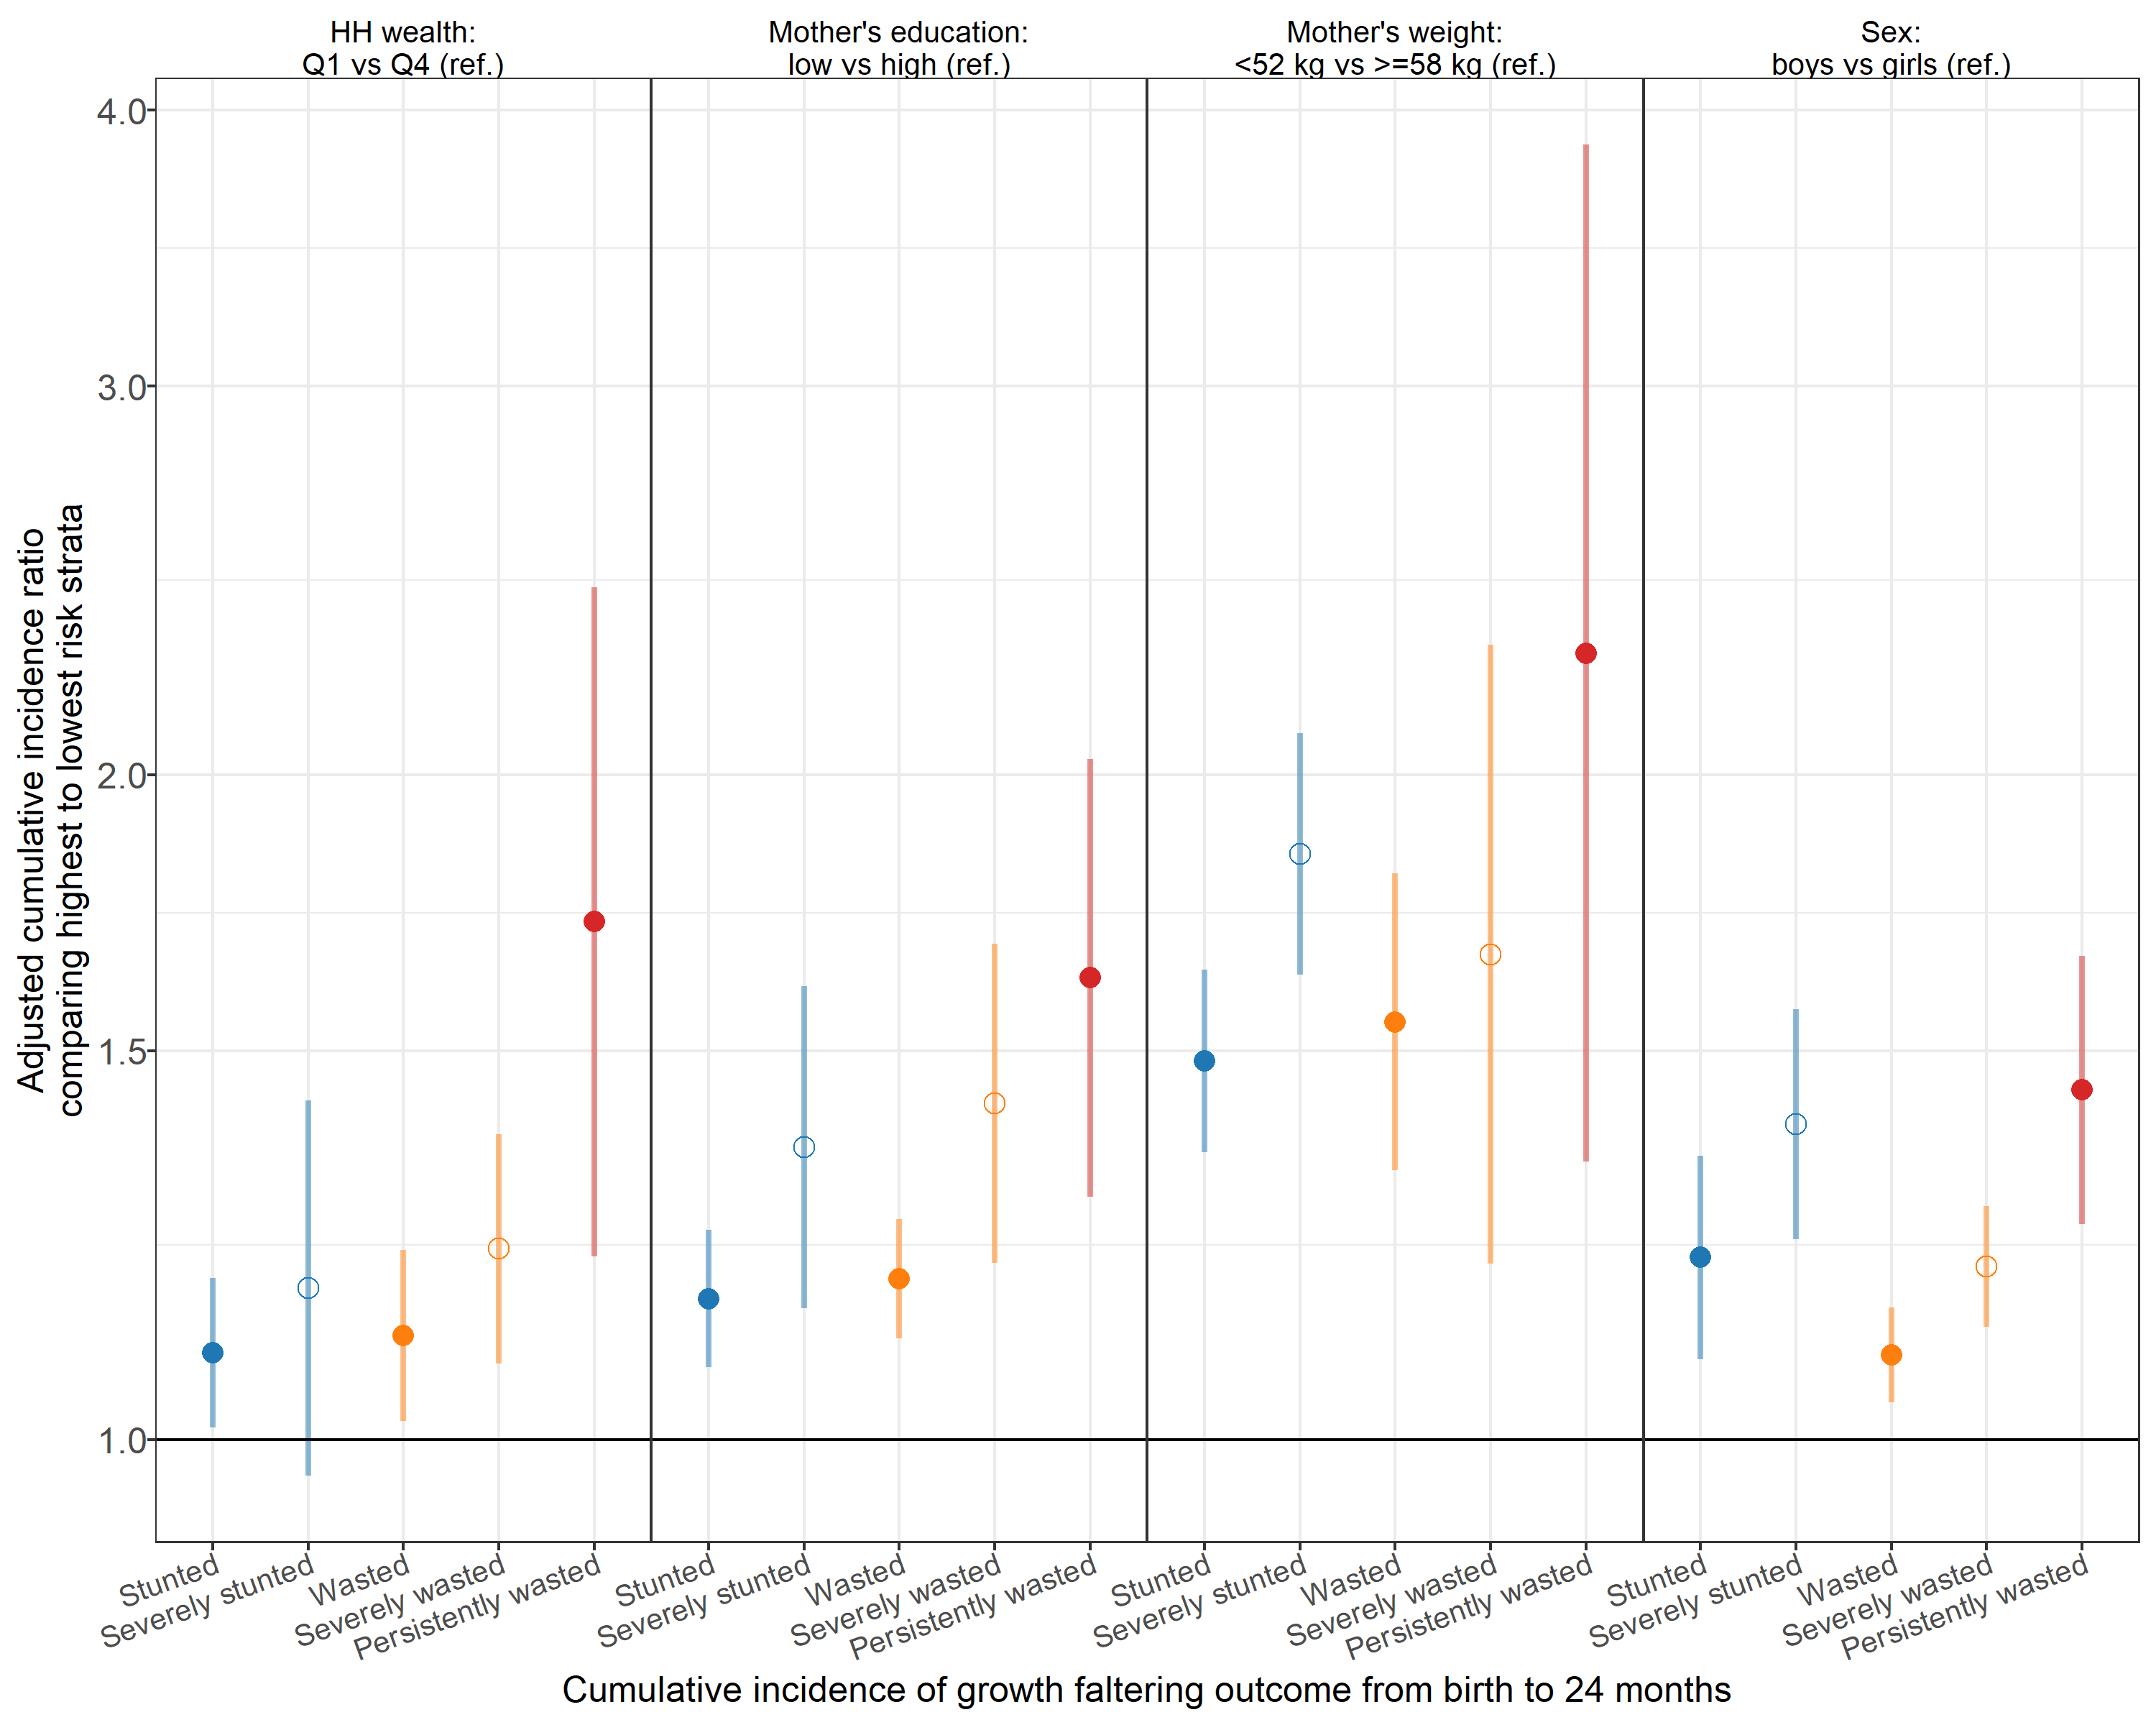 HH wealth:
Q1 vs Q4 (ref.)
Mother's education:
low vs high (ref.)
Mother's weight:
<52 kg vs >=58 kg (ref.)
Sex:
boys vs girls (ref.)
Adjusted cumulative incidence ratio
comparing highest to lowest risk strata
4.0
3.0
2.0
1.5
1.0
Stunted
Severely stunted
Wasted
Severely wasted
Persistently wasted
Stunted
Severely stunted
Wasted
Severely wasted
Persistently wasted
Stunted
Severely stunted
Wasted
Severely wasted
Persistently wasted
Stunted
Severely stunted
Wasted
Severely wasted
Persistently wasted
Cumulative incidence of growth faltering outcome from birth to 24 months